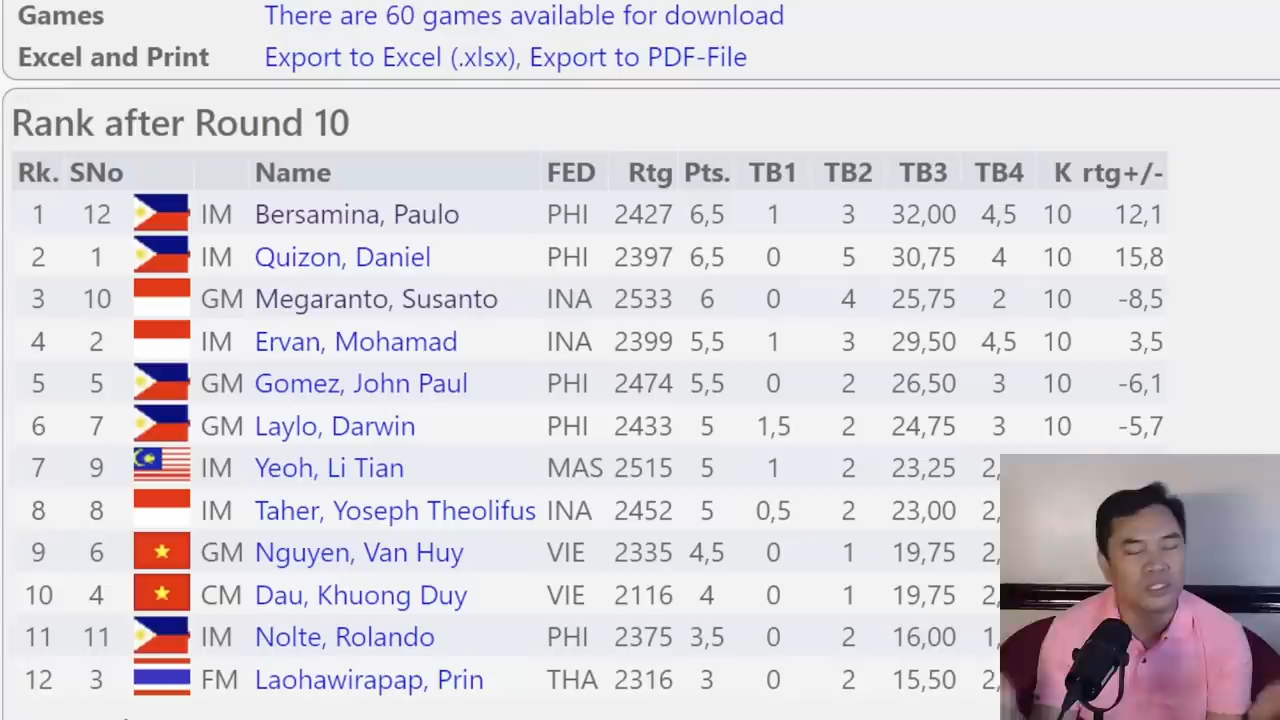 Games There are 60 games available for download
Excel and Print Export to Excel (.xlsx), Export to PDF-File
Rank after Round 10
Rk. SNo Name FED Rtg Pts. TB1 TB2 TB3 TB4 K rtg+/-
1 12 IM Bersamina, Paulo PHI 2427 6,5 1 3 32,00 4,5 10 12,1
2 1 IM Quizon, Daniel PHI 2397 6,5 0 5 30,75 4 10 15,8
3 10 GM Megaranto, Susanto INA 2533 6 0 4 25,75 2 10 -8,5
4 2 IM Ervan, Mohamad INA 2399 5,5 1 3 29,50 4,5 10 3,5
5 5 GM Gomez, John Paul PHI 2474 5,5 0 2 26,50 3 10 -6,1
6 7 GM Laylo, Darwin PHI 2433 5 1,5 2 24,75 3 10 -5,7
7 9 IM Yeoh, Li Tian MAS 2515 5 1 2 23,25 2,
8 8 IM Taher, Yoseph Theolifus INA 2452 5 0,5 2 23,00 2,
9 6 GM Nguyen, Van Huy VIE 2335 4,5 0 1 19,75 2,
10 4 CM Dau, Khuong Duy VIE 2116 4 0 1 19,75 2,
11 11 IM Nolte, Rolando PHI 2375 3,5 0 2 16,00 1,
12 3 FM Laohawirapap, Prin THA 2316 3 0 2 15,50 2,